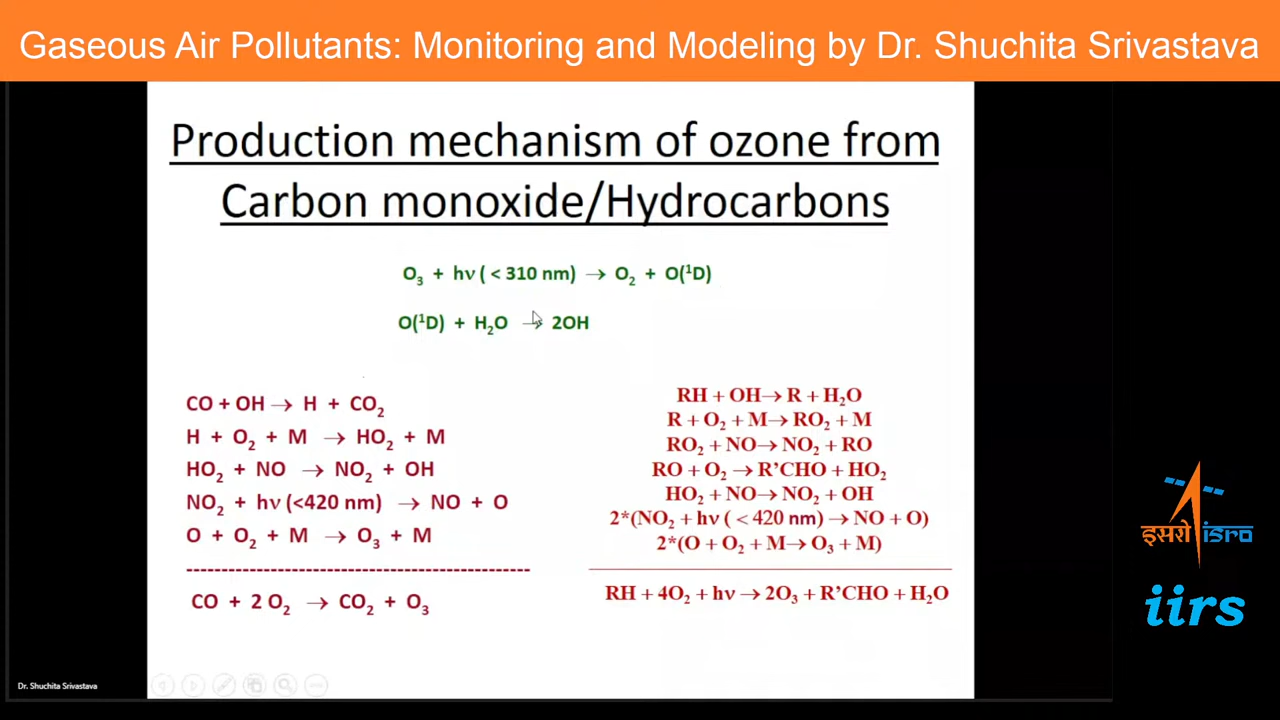 Gaseous Air Pollutants: Monitoring and Modeling by Dr. Shuchita Srivastava
Production mechanism of ozone from
Carbon monoxide/Hydrocarbons
O₃ + hν ( < 310 nm) → O₂ + O(¹D)
O(¹D) + H₂O → 2OH
CO + OH → H + CO₂
H + O₂ + M → HO₂ + M
HO₂ + NO → NO₂ + OH
NO₂ + hν (<420 nm) → NO + O
O + O₂ + M → O₃ + M
CO + 2 O₂ → CO₂ + O₃
RH + OH → R + H₂O
R + O₂ + M → RO₂ + M
RO₂ + NO → NO₂ + RO
RO + O₂ → R’CHO + HO₂
HO₂ + NO → NO₂ + OH
2*(NO₂ + hν ( < 420 nm) → NO + O)
2*(O + O₂ + M → O₃ + M)
RH + 4O₂ + hν → 2O₃ + R’CHO + H₂O
इसरो isro
iirs
Dr. Shuchita Srivastava